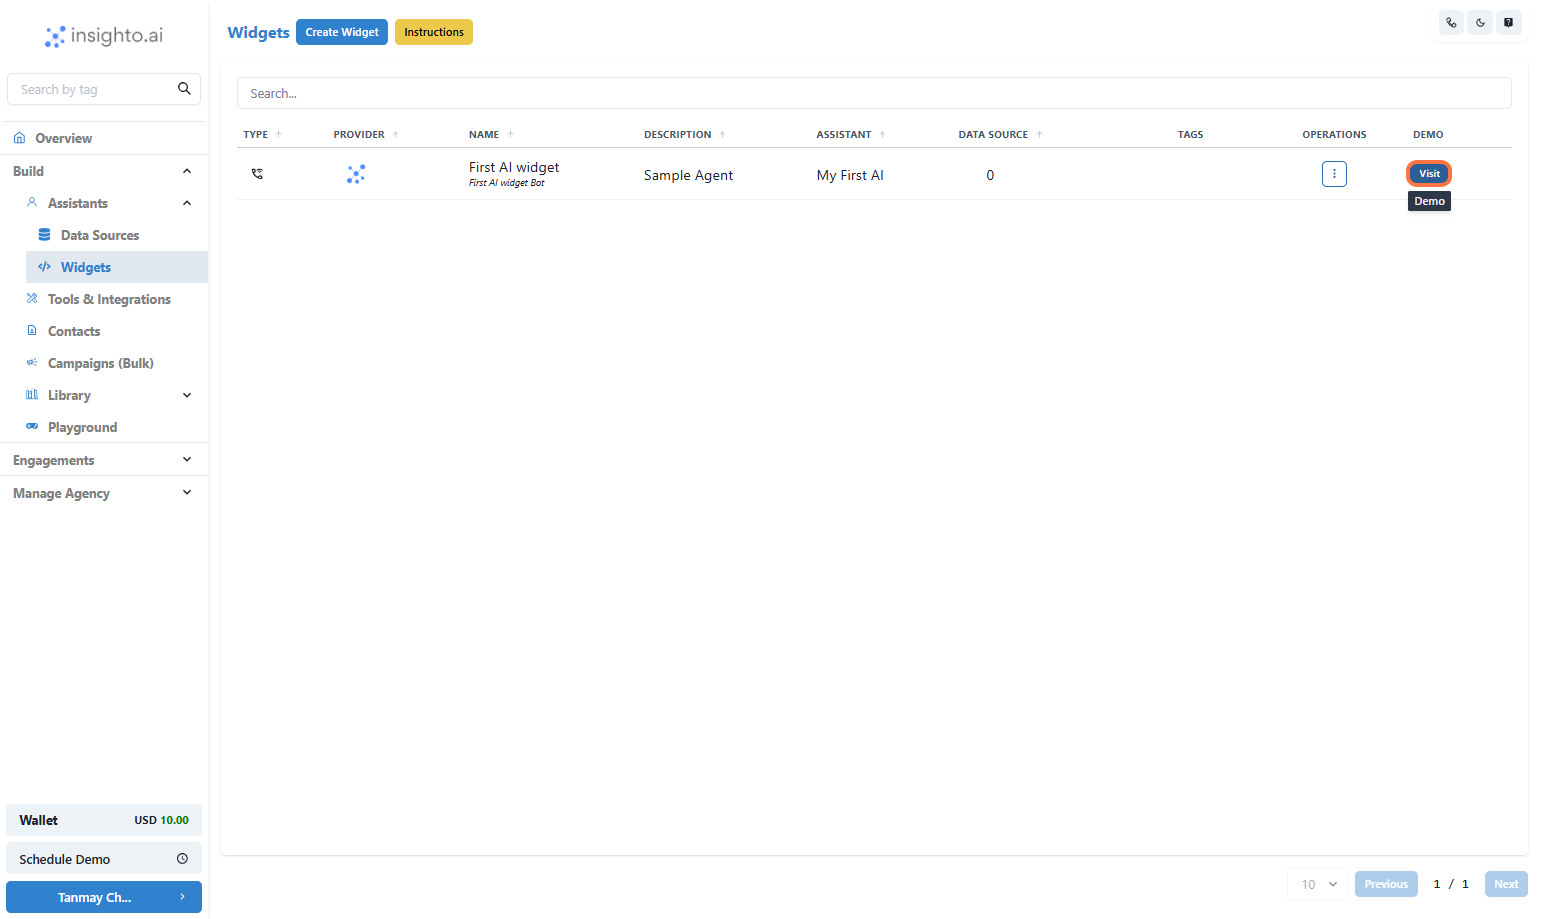 insighto.ai
Search by tag
Overview
Build
Assistants
Data Sources
Widgets
Tools & Integrations
Contacts
Campaigns (Bulk)
Library
Playground
Engagements
Manage Agency
Wallet USD 10.00
Schedule Demo
Tanmay Ch...
Widgets Create Widget Instructions
Search...
TYPE PROVIDER NAME DESCRIPTION ASSISTANT DATA SOURCE TAGS OPERATIONS DEMO
First AI widget Sample Agent My First AI 0 Visit
First AI widget Bot
Demo
10 Previous 1 / 1 Next